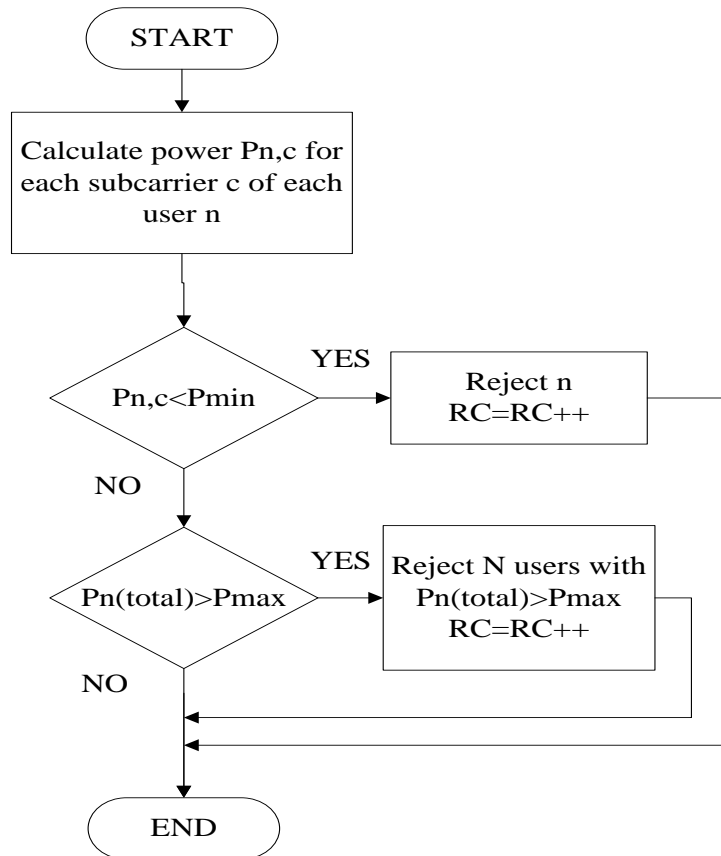 START
Calculate power Pn,c for
each subcarrier c of each
user n
Pn,c<Pmin
YES
Reject n
RC=RC++
NO
Pn(total)>Pmax
YES
Reject N users with
Pn(total)>Pmax
RC=RC++
NO
END